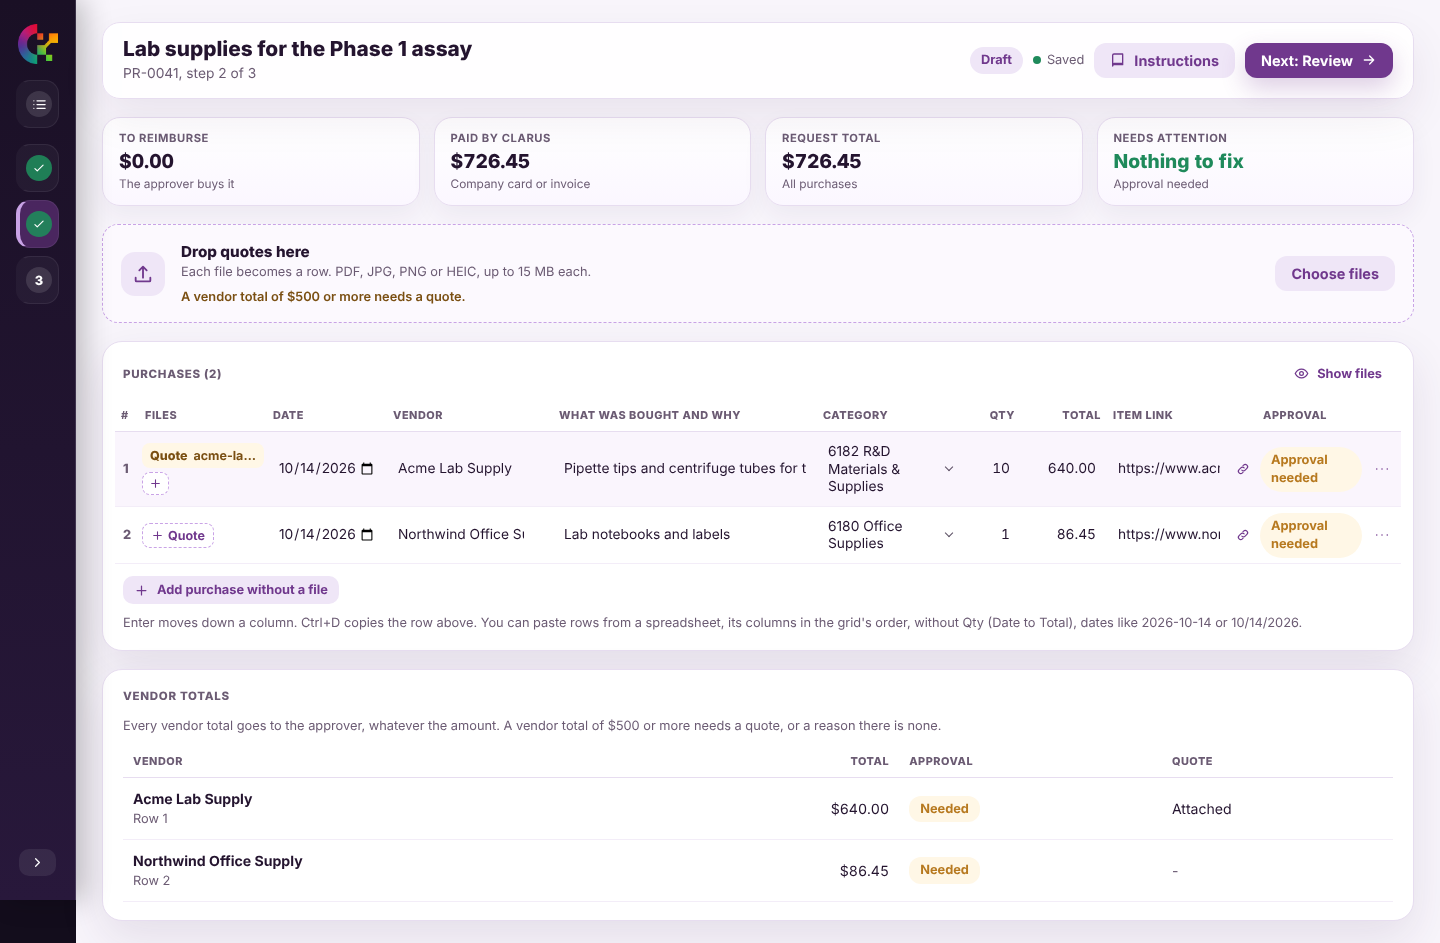 Lab supplies for the Phase 1 assay
PR-0041, step 2 of 3
Draft
Saved
Instructions
Next: Review
3
TO REIMBURSE
$0.00
The approver buys it
PAID BY CLARUS
$726.45
Company card or invoice
REQUEST TOTAL
$726.45
All purchases
NEEDS ATTENTION
Nothing to fix
Approval needed
Drop quotes here
Each file becomes a row. PDF, JPG, PNG or HEIC, up to 15 MB each.
A vendor total of $500 or more needs a quote.
Choose files
PURCHASES (2)
Show files
# FILES DATE VENDOR WHAT WAS BOUGHT AND WHY CATEGORY QTY TOTAL ITEM LINK APPROVAL
1 Quote acme-la... 10/14/2026 Acme Lab Supply Pipette tips and centrifuge tubes for t
6182 R&D
Materials &
Supplies
10 640.00 https://www.acr
Approval
needed
+
2 + Quote 10/14/2026 Northwind Office Su Lab notebooks and labels
6180 Office
Supplies
1 86.45 https://www.nor
Approval
needed
+ Add purchase without a file
Enter moves down a column. Ctrl+D copies the row above. You can paste rows from a spreadsheet, its columns in the grid's order, without Qty (Date to Total), dates like 2026-10-14 or 10/14/2026.
VENDOR TOTALS
Every vendor total goes to the approver, whatever the amount. A vendor total of $500 or more needs a quote, or a reason there is none.
VENDOR TOTAL APPROVAL QUOTE
Acme Lab Supply
Row 1
$640.00 Needed Attached
Northwind Office Supply
Row 2
$86.45 Needed -